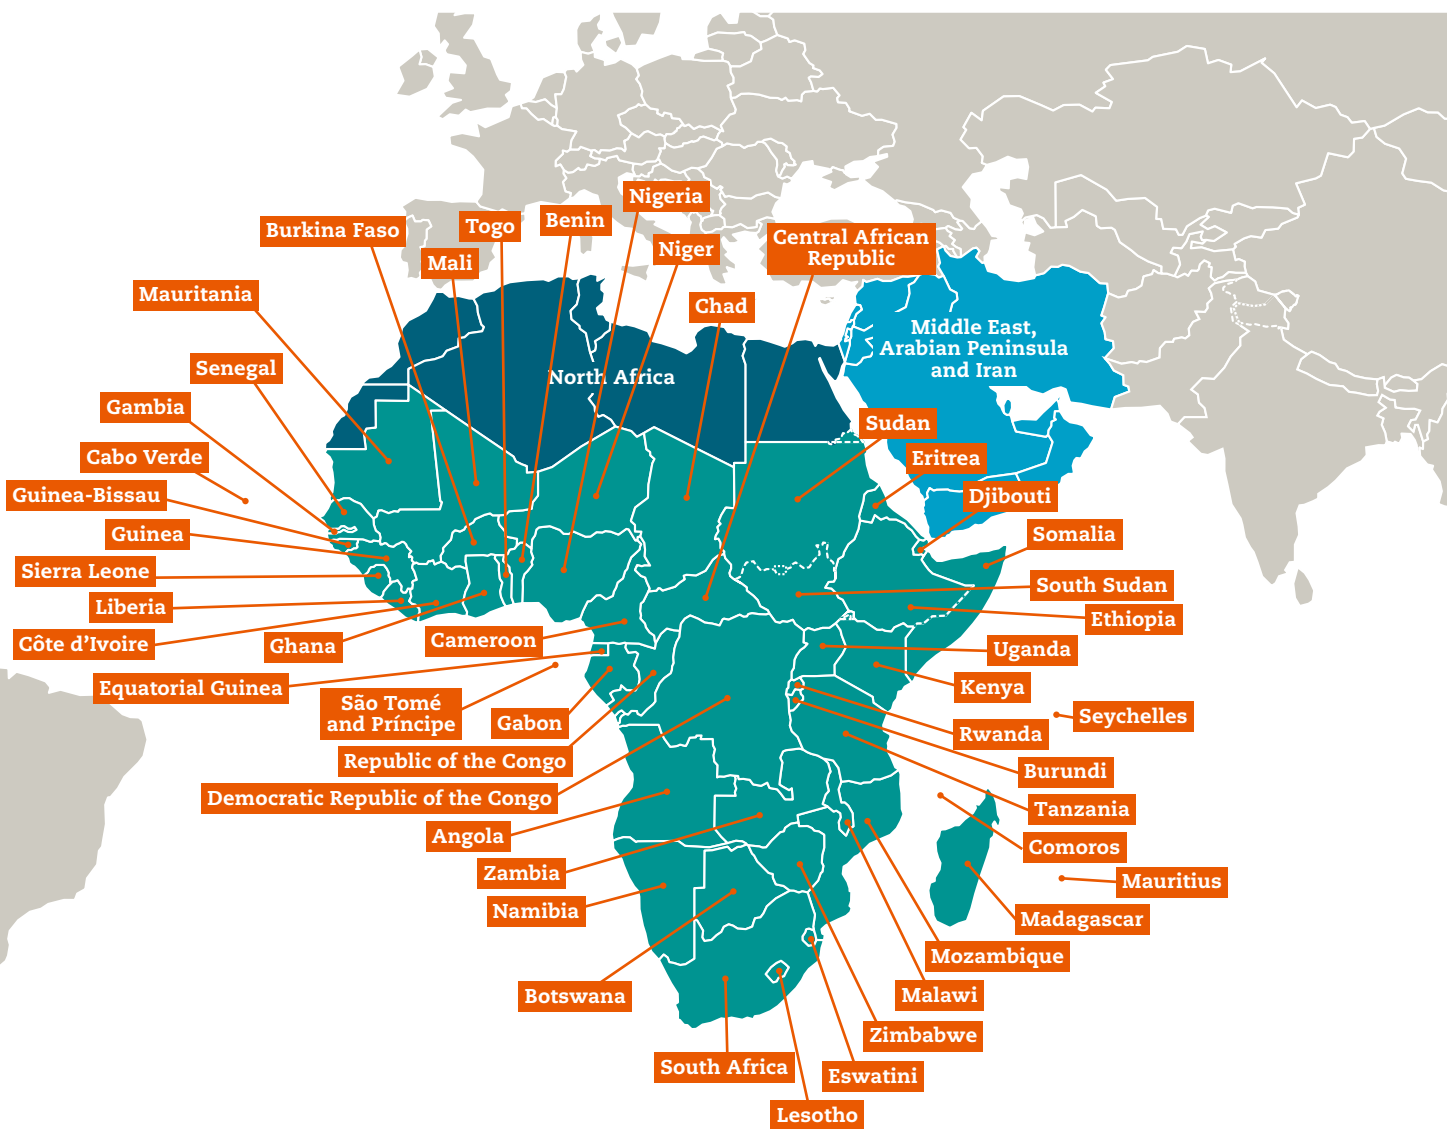 Nigeria
Togo
Benin
Burkina Faso
Niger
Central African
Republic
Mali
Mauritania
Chad
Middle East,
Arabian Peninsula
and Iran
Senegal
North Africa
Gambia
Sudan
Cabo Verde
Eritrea
Guinea-Bissau
Djibouti
Guinea
Somalia
Sierra Leone
South Sudan
Liberia
Ethiopia
Côte d’Ivoire
Ghana
Cameroon
Uganda
Equatorial Guinea
Kenya
São Tomé
and Príncipe
Gabon
Seychelles
Rwanda
Republic of the Congo
Burundi
Democratic Republic of the Congo
Tanzania
Angola
Comoros
Zambia
Mauritius
Namibia
Madagascar
Mozambique
Botswana
Malawi
Zimbabwe
South Africa
Eswatini
Lesotho